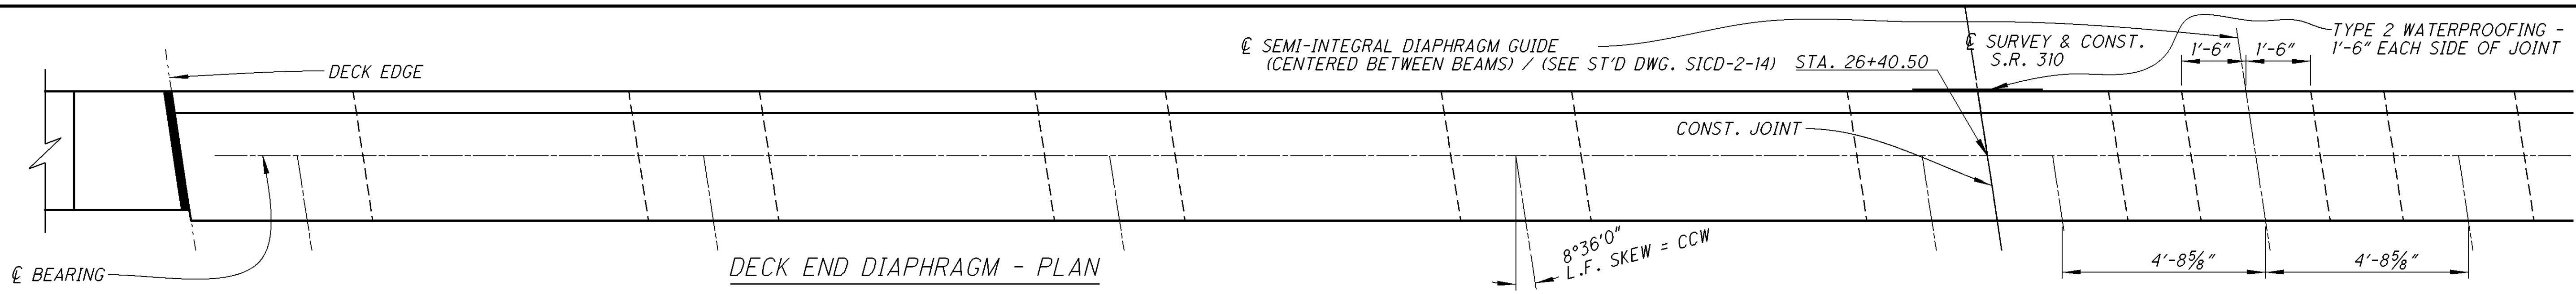 DECK EDGE
℄ SEMI-INTEGRAL DIAPHRAGM GUIDE
(CENTERED BETWEEN BEAMS) / (SEE ST'D DWG. SICD-2-14)
STA. 26+40.50
℄ SURVEY & CONST.
S.R. 310
1'-6" 1'-6"
TYPE 2 WATERPROOFING -
1'-6" EACH SIDE OF JOINT
CONST. JOINT
℄ BEARING
DECK END DIAPHRAGM - PLAN
8°36'0"
L.F. SKEW = CCW
4'-8⅝" 4'-8⅝"